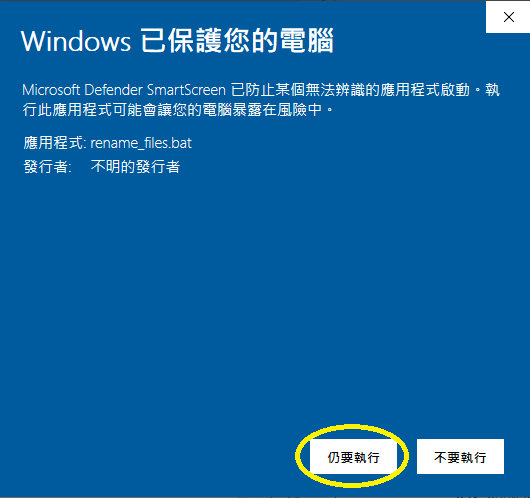 Windows 已保護您的電腦
Microsoft Defender SmartScreen 已防止某個無法辨識的應用程式啟動。執
行此應用程式可能會讓您的電腦暴露在風險中。
應用程式: rename_files.bat
發行者: 不明的發行者
仍要執行 不要執行